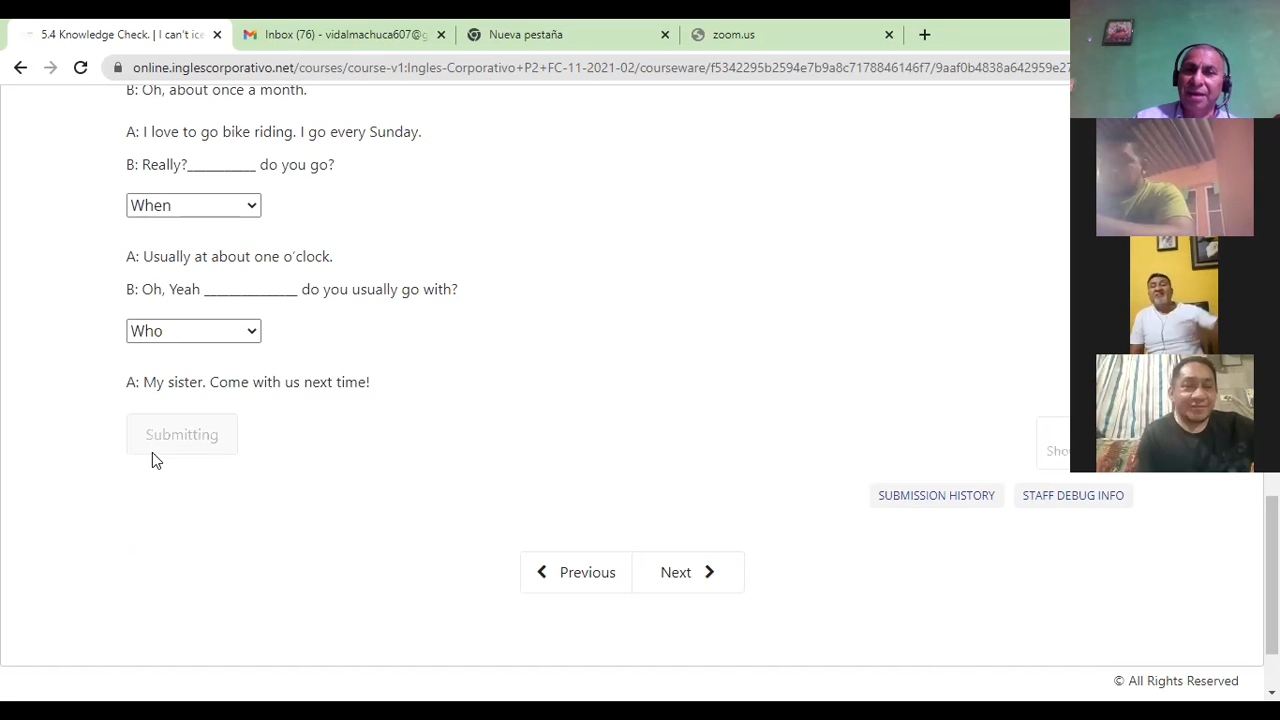 5.4 Knowledge Check. | I can't ice
Inbox (76) - vidalmachuca607@g
Nueva pestaña
zoom.us
online.inglescorporativo.net/courses/course-v1:Ingles-Corporativo+P2+FC-11-2021-02/courseware/f5342295b2594e7b9a8c7178846146f7/9aaf0b4838a642959e27
B: Oh, about once a month.
A: I love to go bike riding. I go every Sunday.
B: Really?__________ do you go?
When
A: Usually at about one o’clock.
B: Oh, Yeah ______________ do you usually go with?
Who
A: My sister. Come with us next time!
Submitting
Sho
SUBMISSION HISTORY
STAFF DEBUG INFO
Previous
Next
© All Rights Reserved